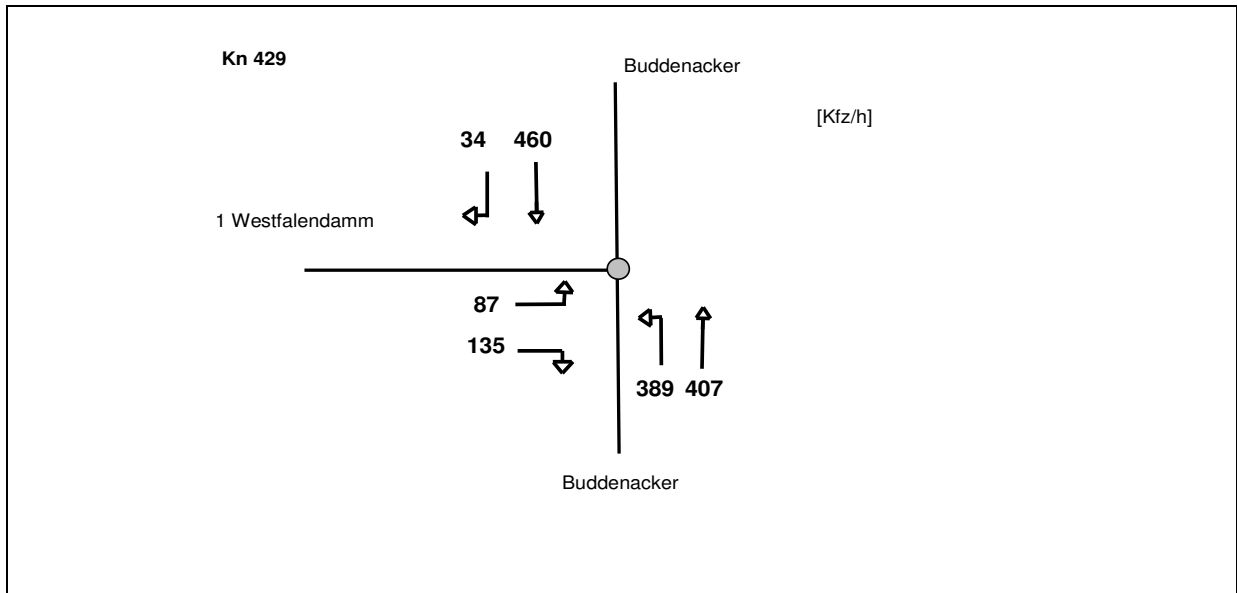 Kn 429
Buddenacker
[Kfz/h]
34 460
1 Westfalendamm
87
135
389 407
Buddenacker